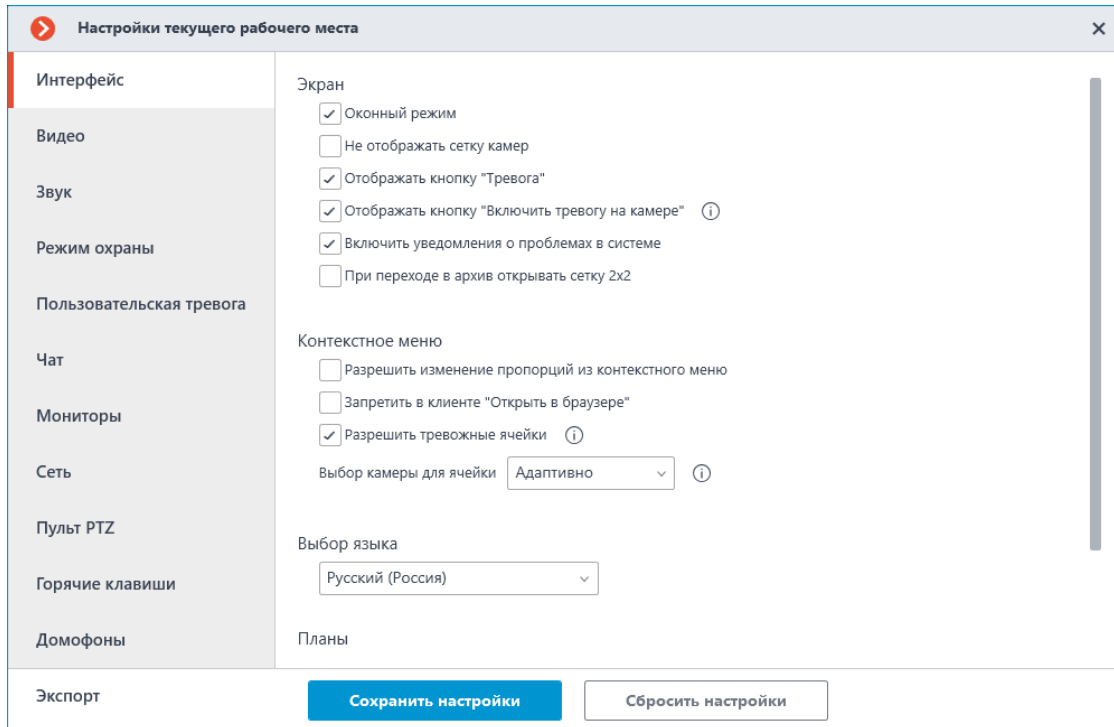 Настройки текущего рабочего места
Интерфейс
Видео
Звук
Режим охраны
Пользовательская тревога
Чат
Мониторы
Сеть
Пульт PTZ
Горячие клавиши
Домофоны
Экспорт
Экран
Оконный режим
Не отображать сетку камер
Отображать кнопку "Тревога"
Отображать кнопку "Включить тревогу на камере"
Включить уведомления о проблемах в системе
При переходе в архив открывать сетку 2x2
Контекстное меню
Разрешить изменение пропорций из контекстного меню
Запретить в клиенте "Открыть в браузере"
Разрешить тревожные ячейки
Выбор камеры для ячейки Адаптивно
Выбор языка
Русский (Россия)
Планы
Сохранить настройки Сбросить настройки